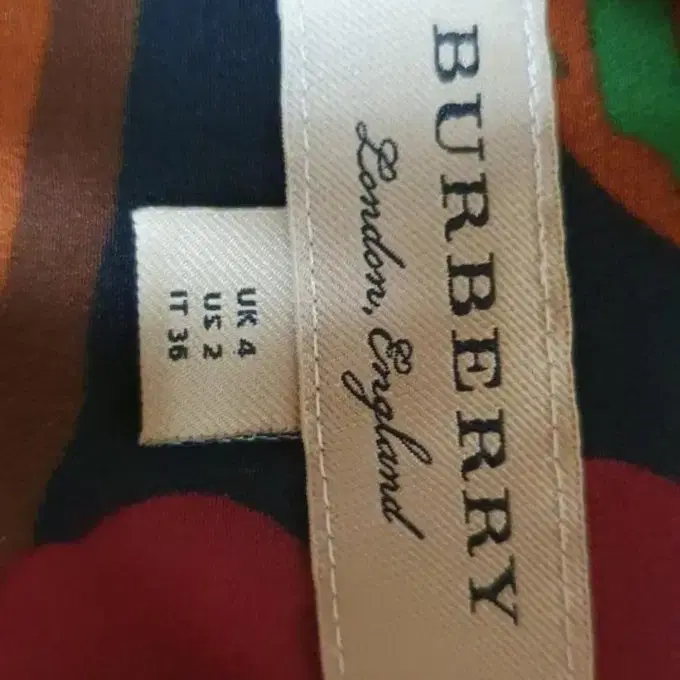 BURBERRY
London, England
UK 4
US 2
IT 36